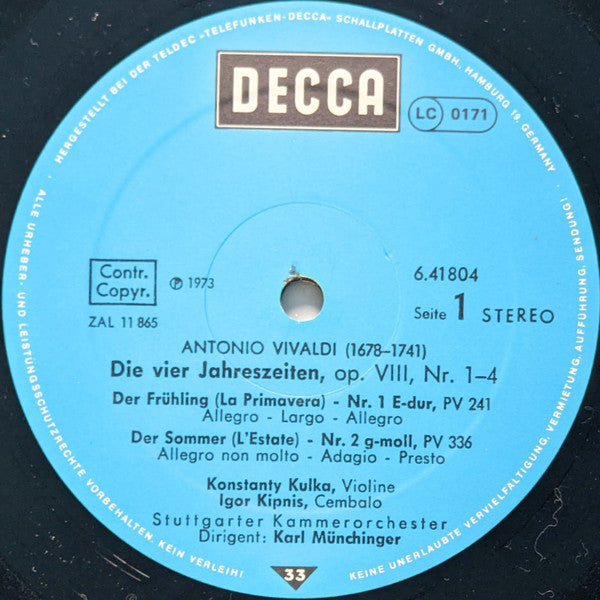 HERGESTELLT BEI DER TELDEC »TELEFUNKEN-DECCA« SCHALLPLATTEN GMBH., HAMBURG 19, GERMANY
ALLE URHEBER- UND LEISTUNGSSCHUTZRECHTE VORBEHALTEN. KEIN VERLEIH!
KEINE UNERLAUBTE VERVIELFÄLTIGUNG, VERMIETUNG, AUFFÜHRUNG, SENDUNG!
DECCA
LC 0171
Contr.
Copyr.
℗ 1973
6.41804
ZAL 11 865
Seite 1 STEREO
ANTONIO VIVALDI (1678–1741)
Die vier Jahreszeiten, op. VIII, Nr. 1–4
Der Frühling (La Primavera) - Nr. 1 E-dur, PV 241
Allegro - Largo - Allegro
Der Sommer (L'Estate) - Nr. 2 g-moll, PV 336
Allegro non molto - Adagio - Presto
Konstanty Kulka, Violine
Igor Kipnis, Cembalo
Stuttgarter Kammerorchester
Dirigent: Karl Münchinger
33